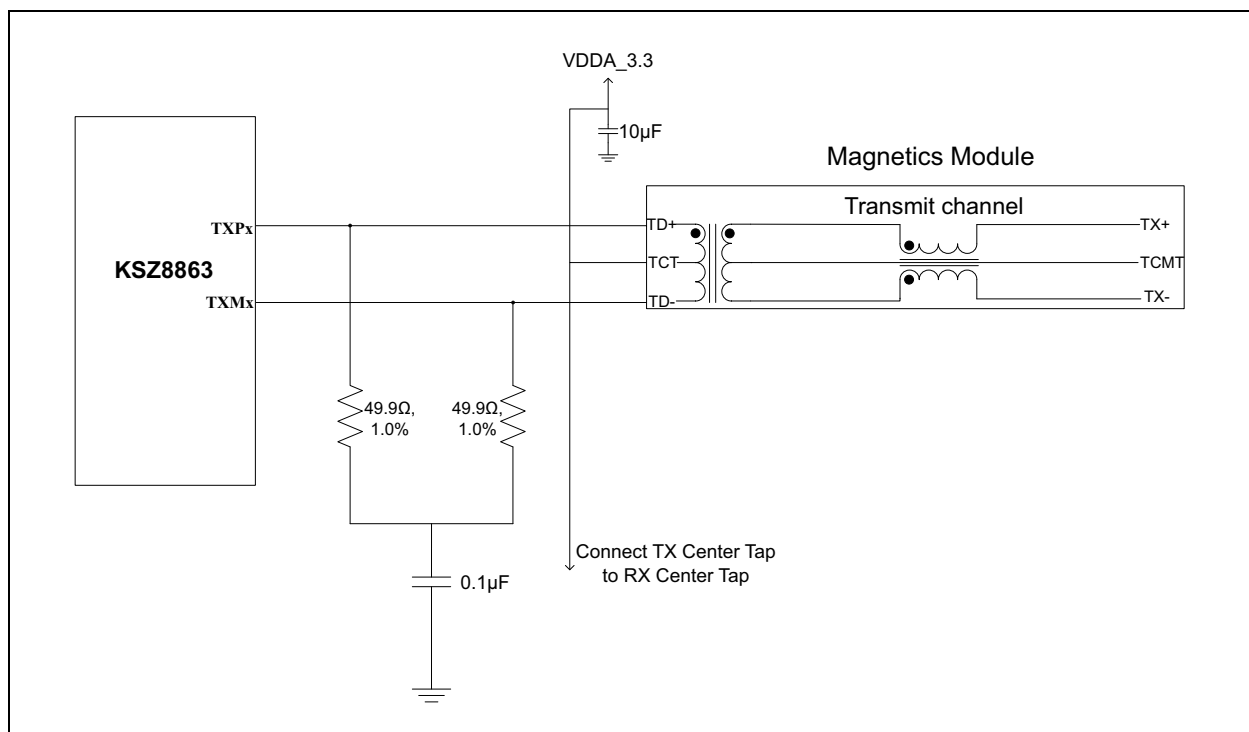 VDDA_3.3
10µF
Magnetics Module
Transmit channel
TXPx
TD+
TX+
KSZ8863
TCT
TCMT
TXMx
TD-
TX-
49.9Ω,
1.0%
49.9Ω,
1.0%
Connect TX Center Tap
to RX Center Tap
0.1µF